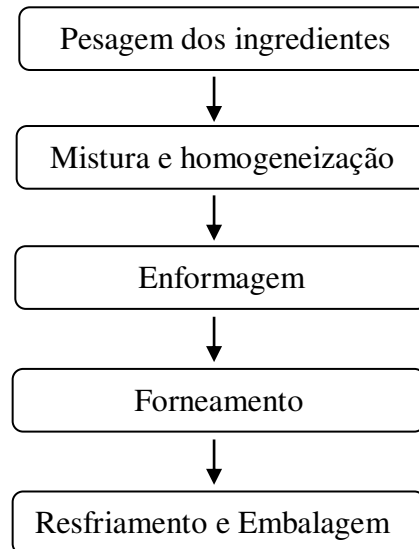 Pesagem dos ingredientes
Mistura e homogeneização
Enformagem
Forneamento
Resfriamento e Embalagem